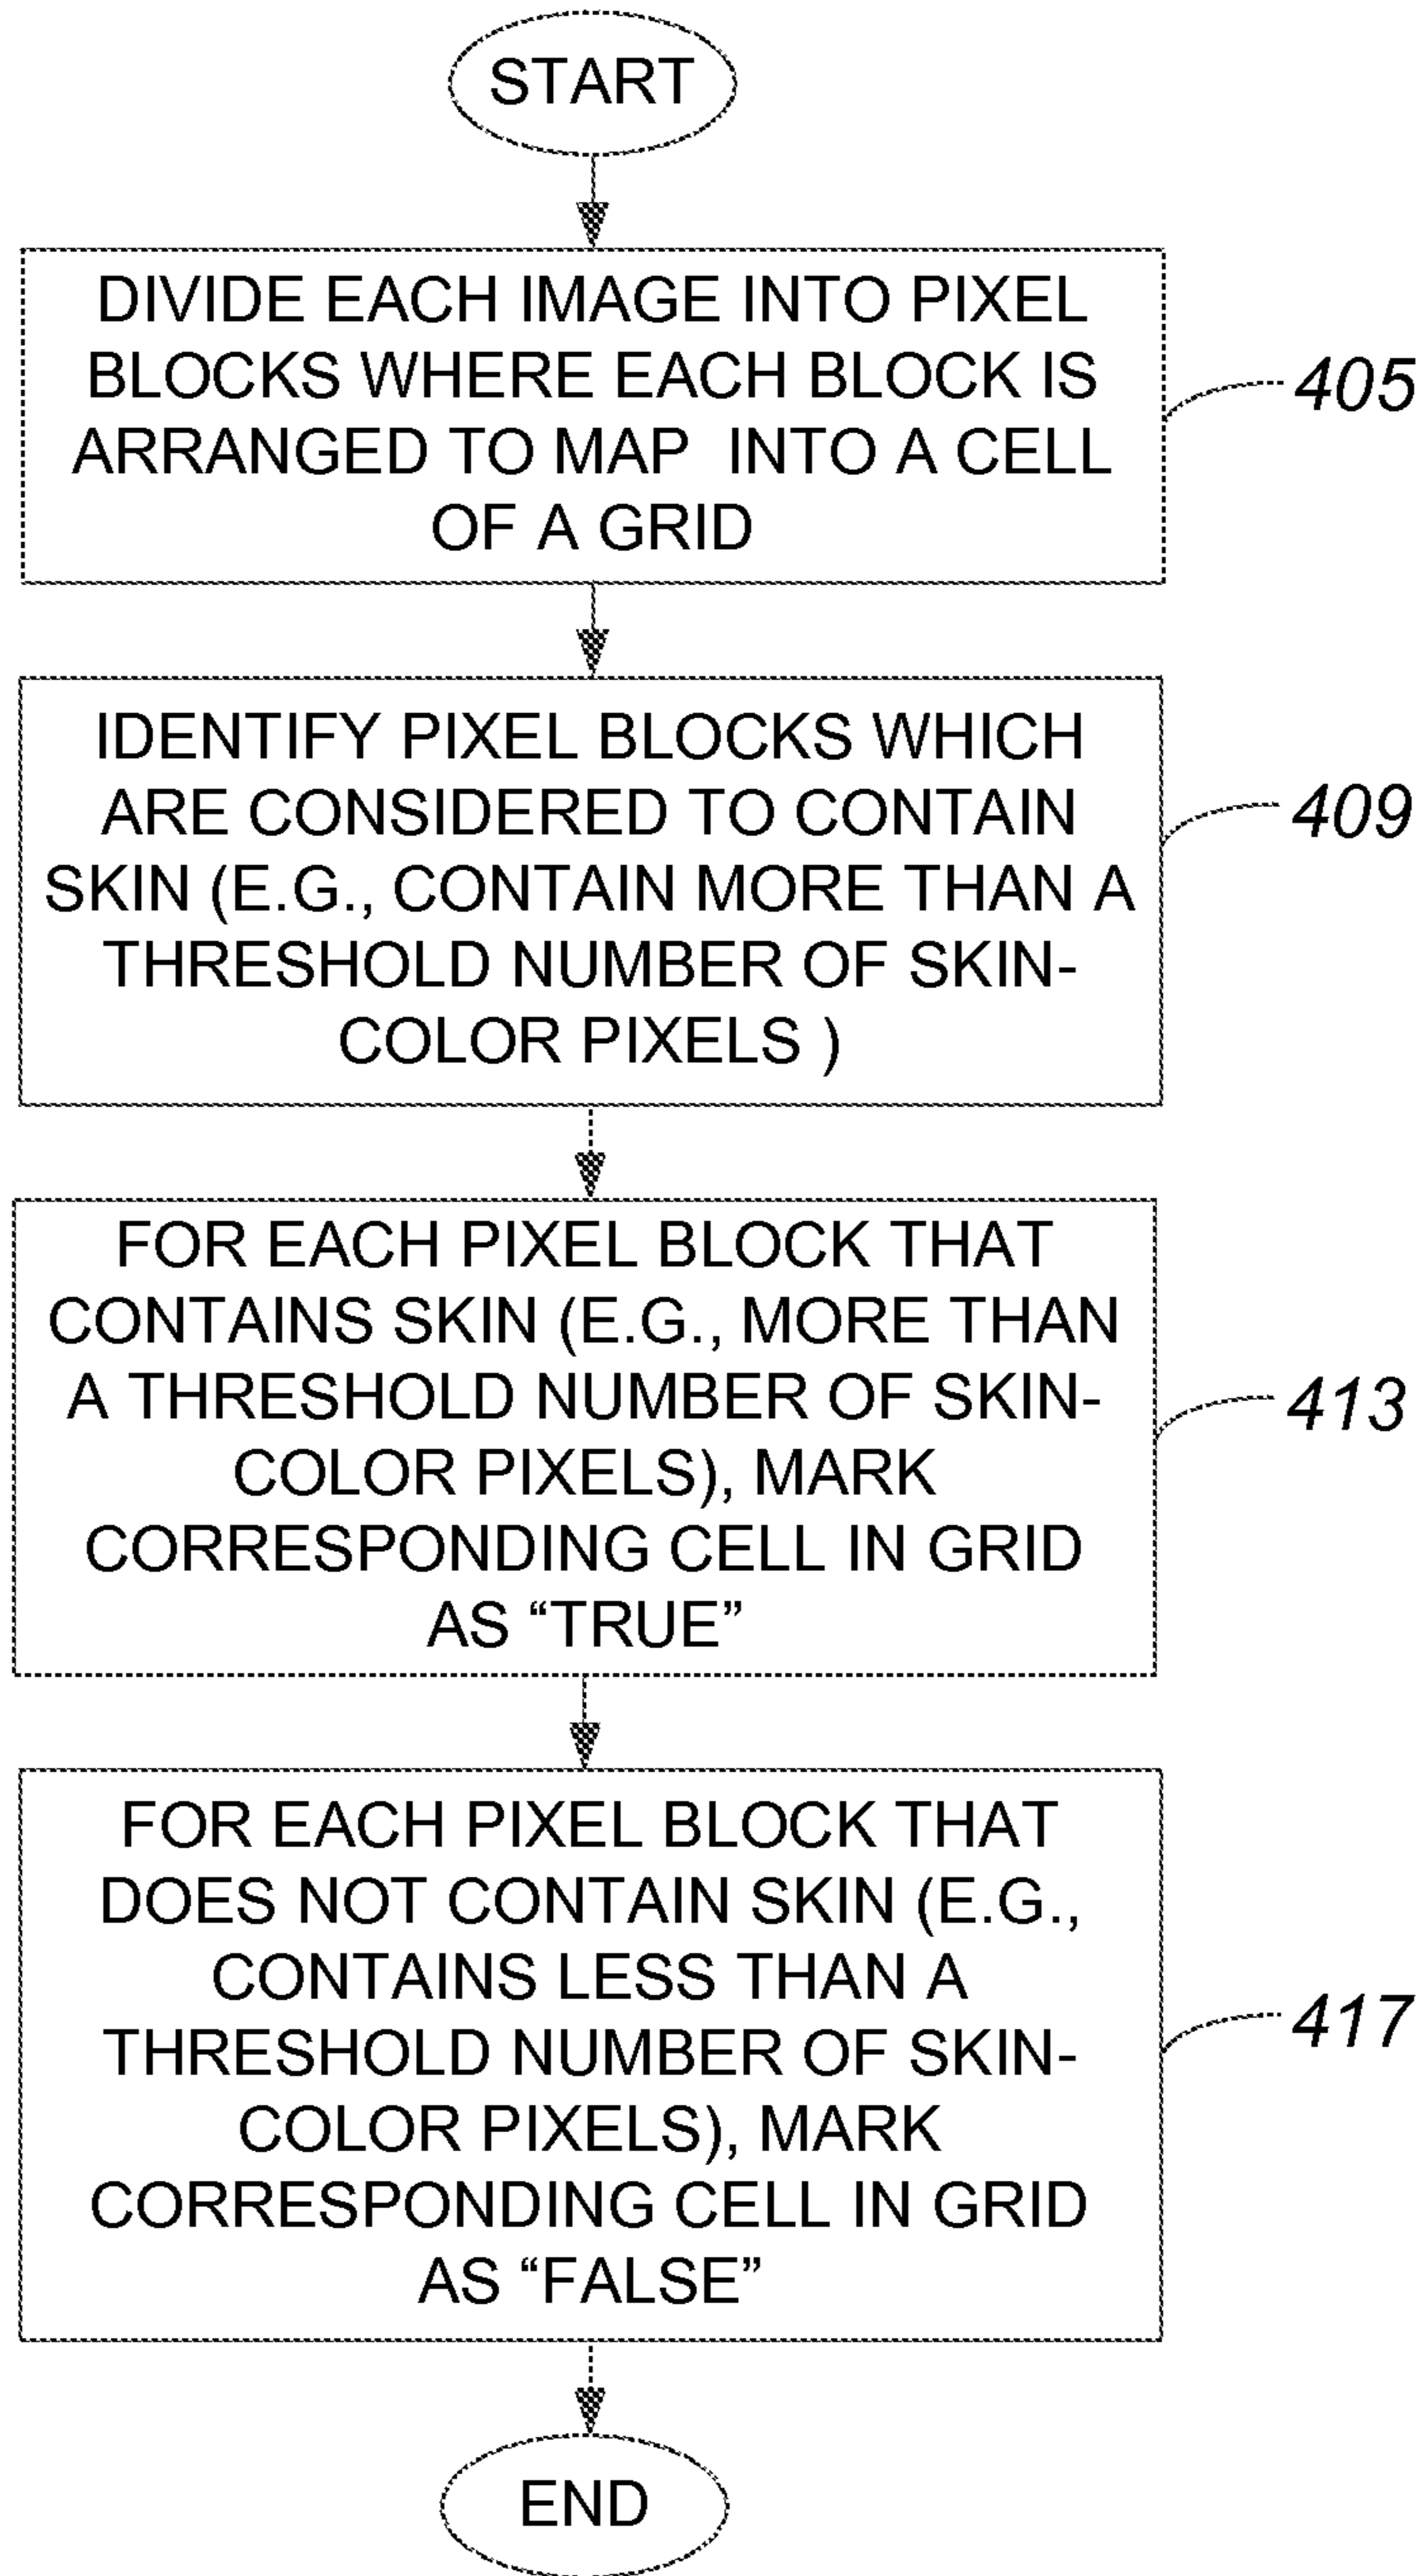 START
DIVIDE EACH IMAGE INTO PIXEL
BLOCKS WHERE EACH BLOCK IS
ARRANGED TO MAP INTO A CELL
OF A GRID
405
IDENTIFY PIXEL BLOCKS WHICH
ARE CONSIDERED TO CONTAIN
SKIN (E.G., CONTAIN MORE THAN A
THRESHOLD NUMBER OF SKIN-
COLOR PIXELS )
409
FOR EACH PIXEL BLOCK THAT
CONTAINS SKIN (E.G., MORE THAN
A THRESHOLD NUMBER OF SKIN-
COLOR PIXELS), MARK
CORRESPONDING CELL IN GRID
AS “TRUE”
413
FOR EACH PIXEL BLOCK THAT
DOES NOT CONTAIN SKIN (E.G.,
CONTAINS LESS THAN A
THRESHOLD NUMBER OF SKIN-
COLOR PIXELS), MARK
CORRESPONDING CELL IN GRID
AS “FALSE”
417
END